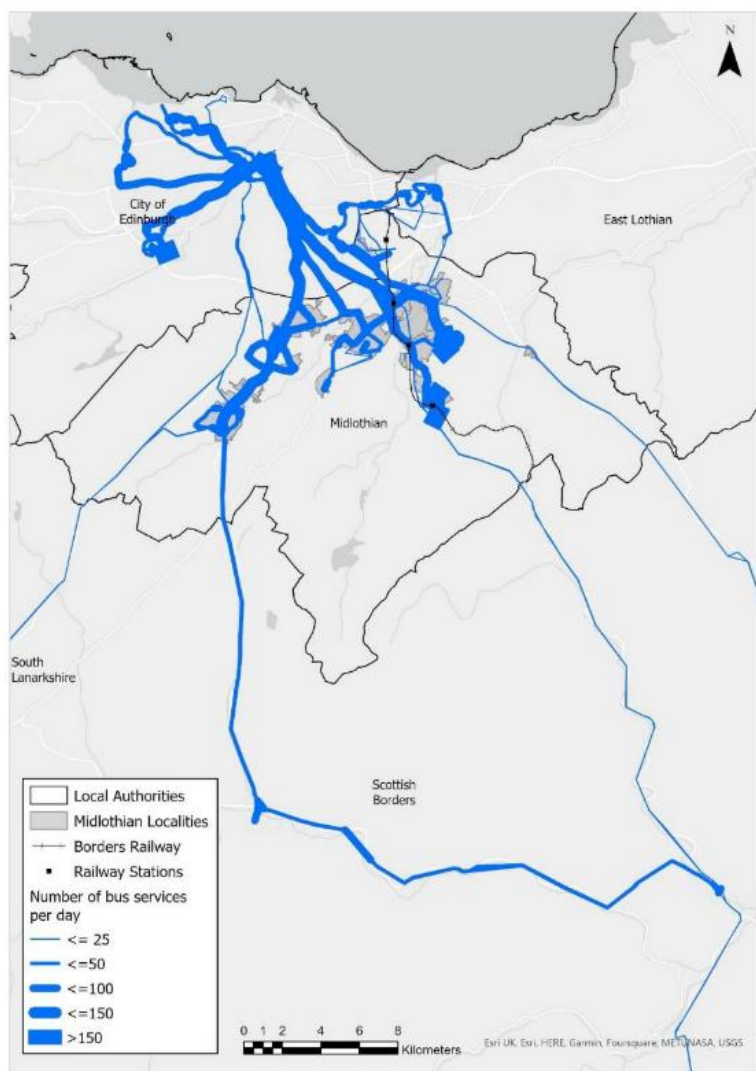 N
City of
Edinburgh
East Lothian
Midlothian
South
Lanarkshire
Scottish
Borders
Local Authorities
Midlothian Localities
Borders Railway
Railway Stations
Number of bus services
per day
<= 25
<=50
<=100
<=150
>150
0 1 2 4 6 8
Kilometers
Esri UK, Esri, HERE, Garmin, Foursquare, METI/NASA, USGS